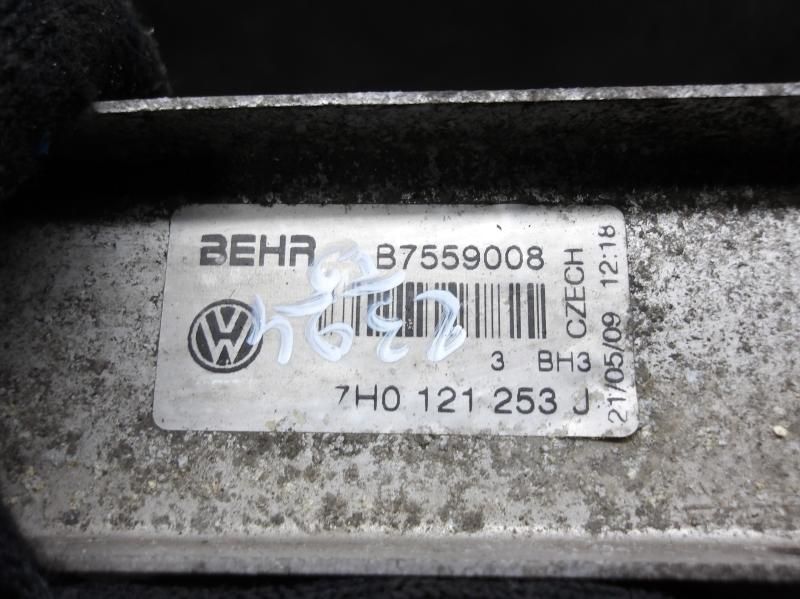 BEHR B7559008
3 BH3
7H0 121 253 J
CZECH
21/05/09 12:18